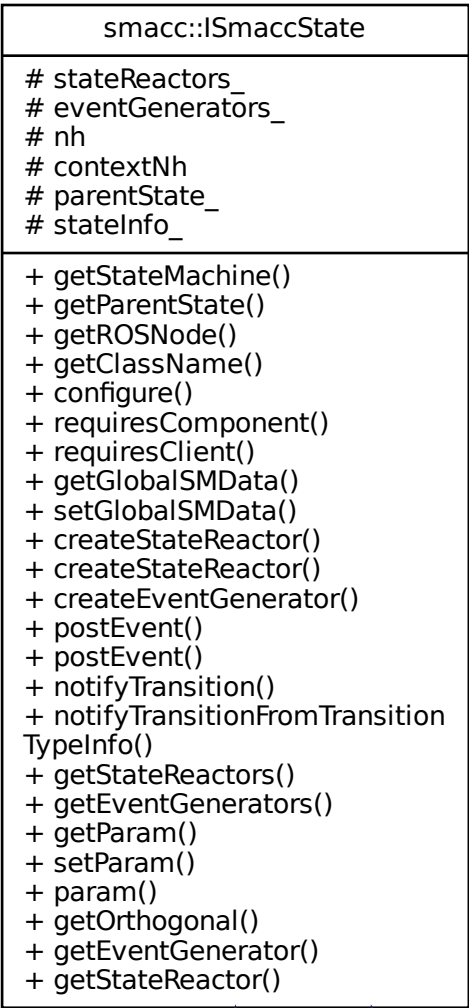 smacc::ISmaccState
# stateReactors_
# eventGenerators_
# nh
# contextNh
# parentState_
# stateInfo_
+ getStateMachine()
+ getParentState()
+ getROSNode()
+ getClassName()
+ configure()
+ requiresComponent()
+ requiresClient()
+ getGlobalSMData()
+ setGlobalSMData()
+ createStateReactor()
+ createStateReactor()
+ createEventGenerator()
+ postEvent()
+ postEvent()
+ notifyTransition()
+ notifyTransitionFromTransition
TypeInfo()
+ getStateReactors()
+ getEventGenerators()
+ getParam()
+ setParam()
+ param()
+ getOrthogonal()
+ getEventGenerator()
+ getStateReactor()